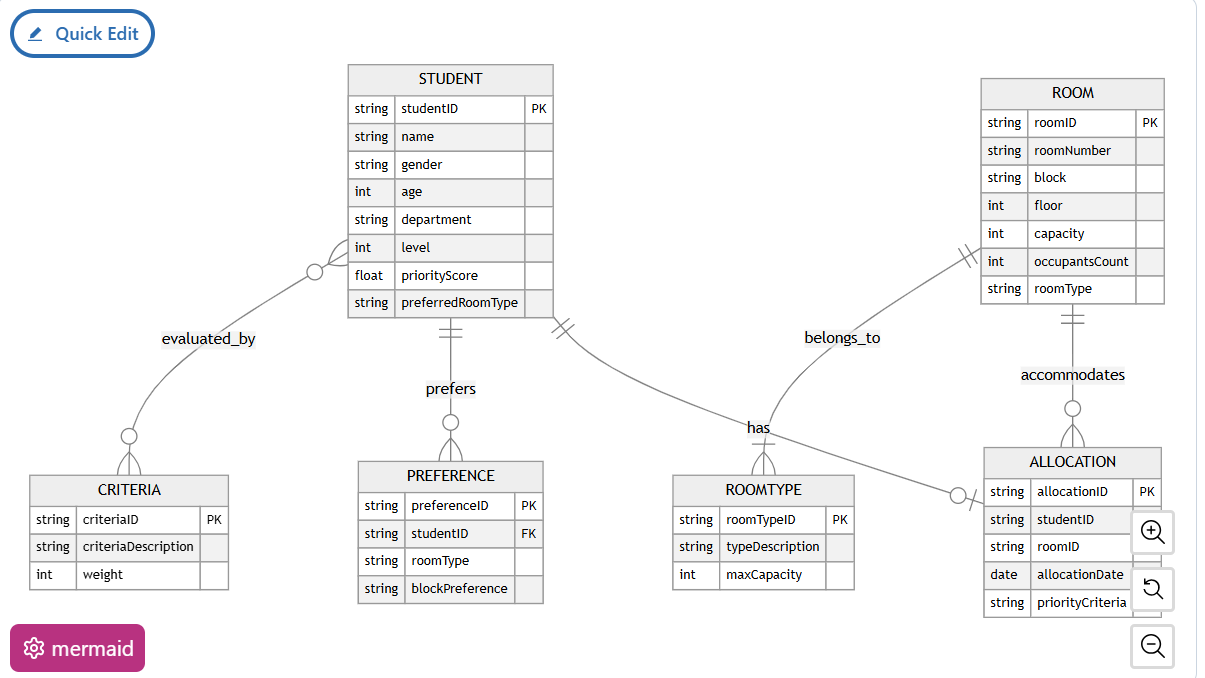 Quick Edit
STUDENT
string studentID PK
string name
string gender
int age
string department
int level
float priorityScore
string preferredRoomType
ROOM
string roomID PK
string roomNumber
string block
int floor
int capacity
int occupantsCount
string roomType
evaluated_by
prefers
belongs_to
accommodates
has
CRITERIA
string criteriaID PK
string criteriaDescription
int weight
PREFERENCE
string preferenceID PK
string studentID FK
string roomType
string blockPreference
ROOMTYPE
string roomTypeID PK
string typeDescription
int maxCapacity
ALLOCATION
string allocationID PK
string studentID
string roomID
date allocationDate
string priorityCriteria
mermaid